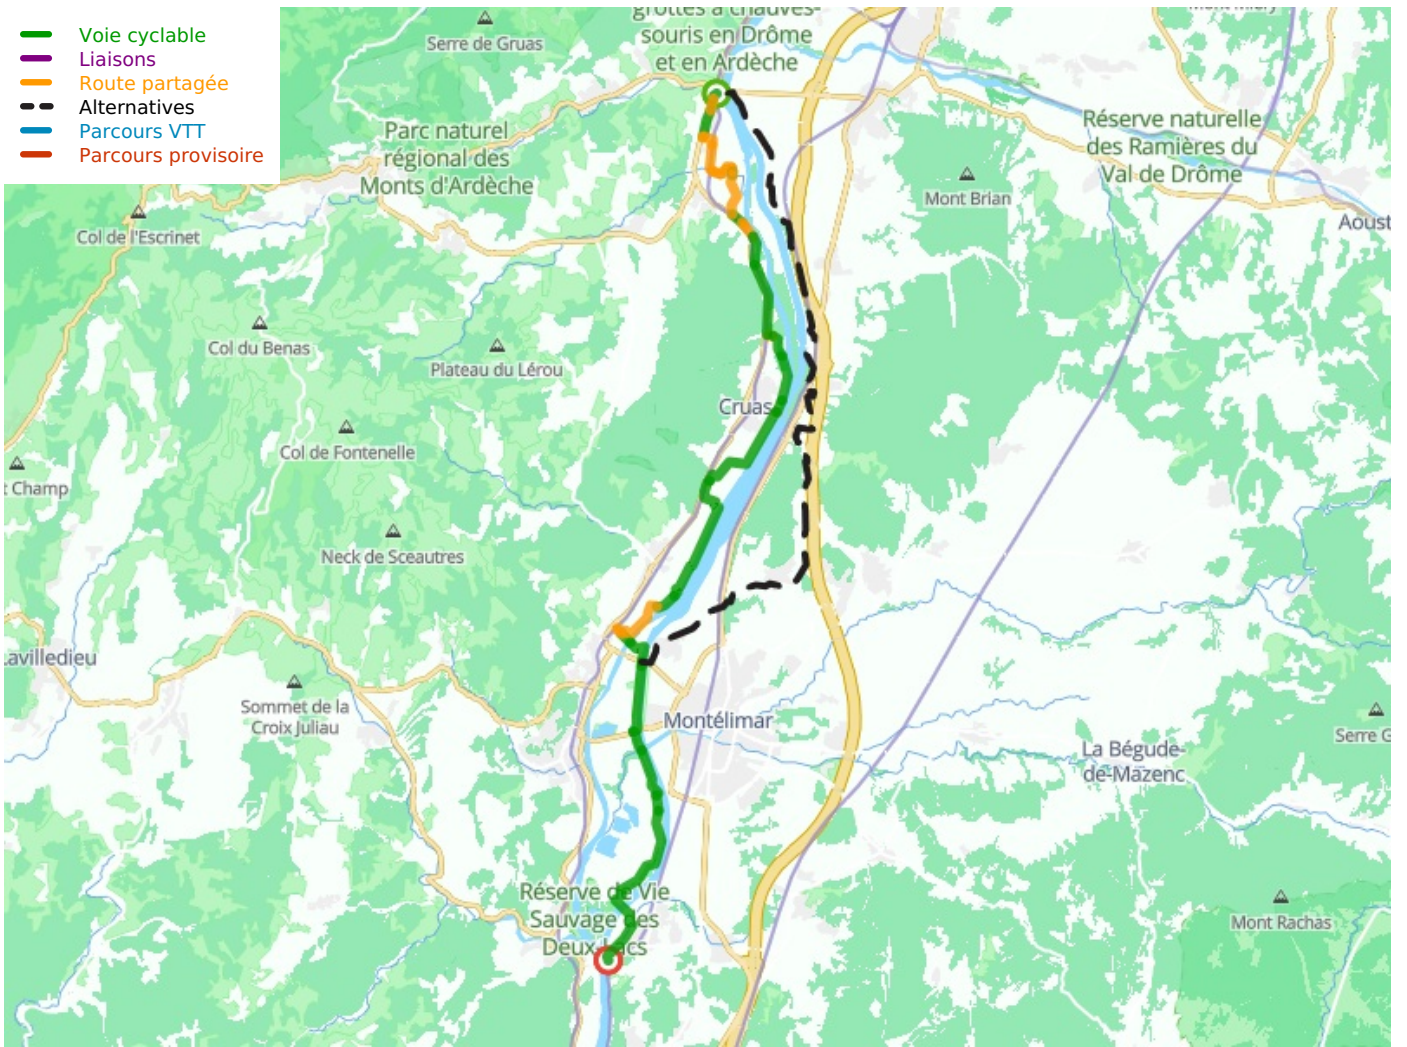 Voie cyclable
Liaisons
Route partagée
Alternatives
Parcours VTT
Parcours provisoire
grottes à chauves-
souris en Drôme
et en Ardèche
Serre de Gruas
Parc naturel
régional des
Monts d'Ardèche
Réserve naturelle
des Ramières du
Val de Drôme
Mont Brian
Aoust
Col de l'Escrinet
Col du Benas
Plateau du Lérou
Cruas
Col de Fontenelle
t Champ
Neck de Sceautres
Lavilledieu
Sommet de la
Croix Juliau
Montélimar
La Bégude-
de-Mazenc
Serre G
Réserve de Vie
Sauvage des
Deux Lacs
Mont Rachas